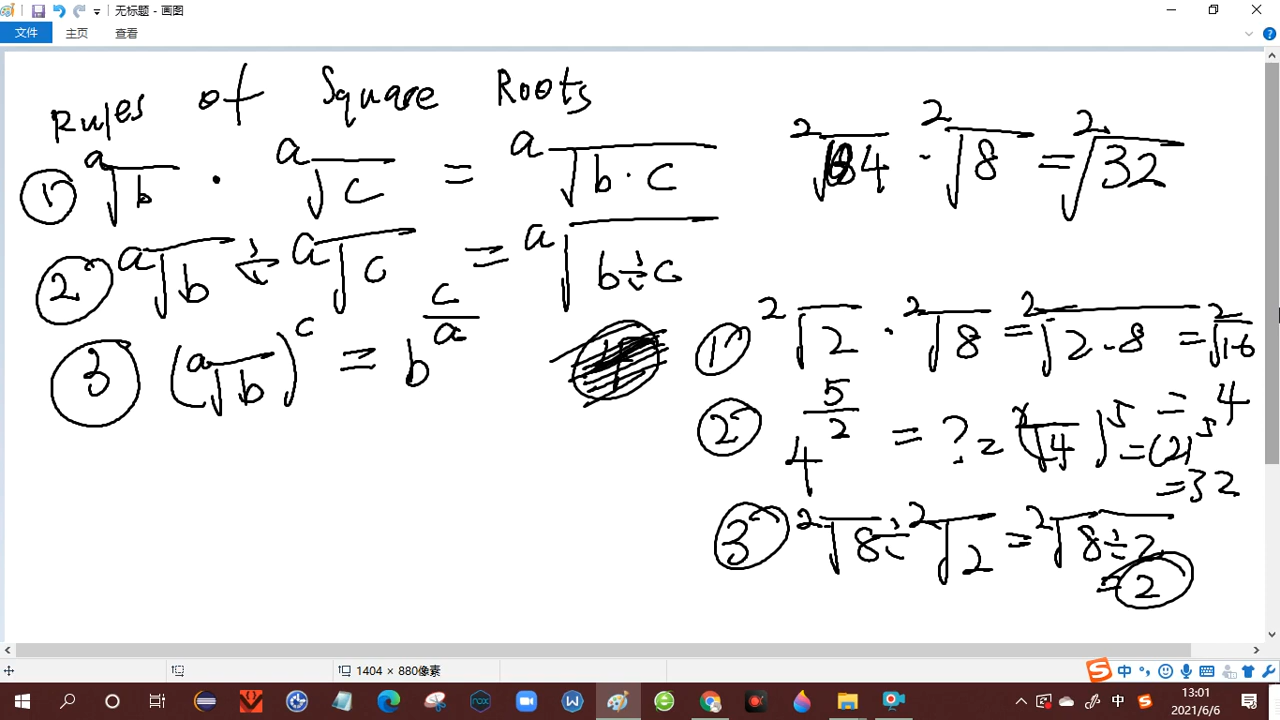 无标题 - 画图
文件 主页 查看
Rules of Square Roots
① ᵃ√b · ᵃ√c = ᵃ√(b·c)
② ᵃ√b ÷ ᵃ√c = ᵃ√(b÷c)
③ (ᵃ√b)ᶜ = b^(c/a)
²√4 · ²√8 = ²√32
① ²√2 · ²√8 = ²√(2·8) = ²√16
= 4
② 4^(5/2) = ? = (√4)⁵ = (2)⁵
= 32
③ ²√8 ÷ ²√2 = ²√(8÷2)
= 2
1404 × 880像素
中
13:01
中
2021/6/6